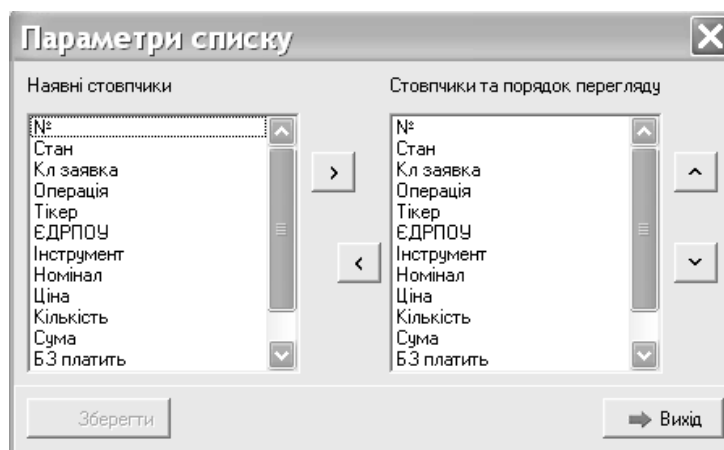 Параметри списку
Наявні стовпчики
№
Стан
Кл заявка
Операція
Тікер
ЄДРПОУ
Інструмент
Номінал
Ціна
Кількість
Сума
БЗ платить
>
<
Стовпчики та порядок перегляду
№
Стан
Кл заявка
Операція
Тікер
ЄДРПОУ
Інструмент
Номінал
Ціна
Кількість
Сума
БЗ платить
Зберегти
Вихід